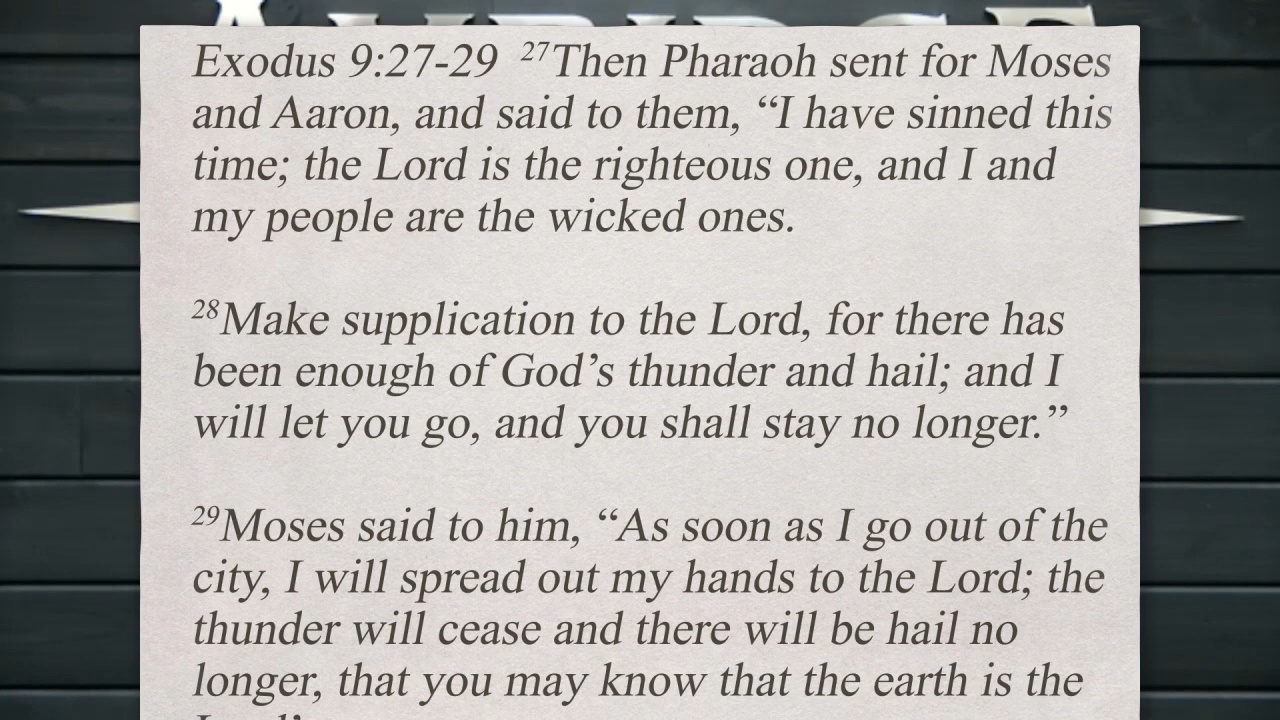 Exodus 9:27-29 ²⁷Then Pharaoh sent for Moses
and Aaron, and said to them, “I have sinned this
time; the Lord is the righteous one, and I and
my people are the wicked ones.
²⁸Make supplication to the Lord, for there has
been enough of God’s thunder and hail; and I
will let you go, and you shall stay no longer.”
²⁹Moses said to him, “As soon as I go out of the
city, I will spread out my hands to the Lord; the
thunder will cease and there will be hail no
longer, that you may know that the earth is the